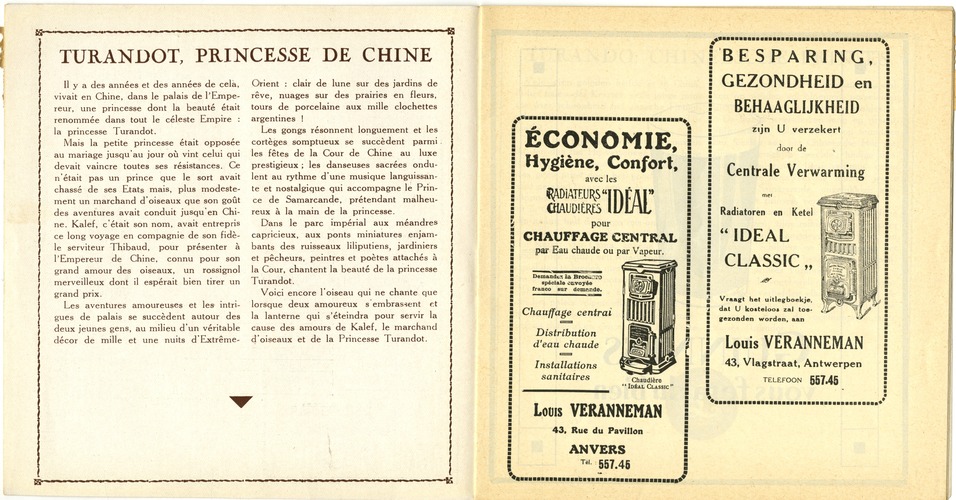 TURANDOT, PRINCESSE DE CHINE
Il y a des années et des années de cela,
vivait en Chine, dans le palais de l'Empe-
reur, une princesse dont la beauté était
renommée dans tout le céleste Empire :
la princesse Turandot.
Mais la petite princesse était opposée
au mariage jusqu'au jour où vint celui qui
devait vaincre toutes ses résistances. Ce
n'était pas un prince que le sort avait
chassé de ses Etats mais, plus modeste-
ment un marchand d'oiseaux que son goût
des aventures avait conduit jusqu'en Chi-
ne. Kalef, c'était son nom, avait entrepris
ce long voyage en compagnie de son fidè-
le serviteur Thibaud, pour présenter à
l'Empereur de Chine, connu pour son
grand amour des oiseaux, un rossignol
merveilleux dont il espérait bien tirer un
grand prix.
Les aventures amoureuses et les intri-
gues de palais se succèdent autour des
deux jeunes gens, au milieu d'un véritable
décor de mille et une nuits d'Extrême-
Orient : clair de lune sur des jardins de
rêve, nuages sur des prairies en fleurs,
tours de porcelaine aux mille clochettes
argentines !
Les gongs résonnent longuement et les
cortèges somptueux se succèdent parmi
les fêtes de la Cour de Chine au luxe
prestigieux ; les danseuses sacrées ondu-
lent au rythme d'une musique languissan-
te et nostalgique qui accompagne le Prin-
ce de Samarcande, prétendant malheu-
reux à la main de la princesse.
Dans le parc impérial aux méandres
capricieux, aux ponts miniatures enjam-
bants des ruisseaux liliputiens, jardiniers
et pêcheurs, peintres et poètes attachés à
la Cour, chantent la beauté de la princesse
Turandot.
Voici encore l'oiseau qui ne chante que
lorsque deux amoureux s'embrassent et
la lanterne qui s'éteindra pour servir la
cause des amours de Kalef, le marchand
d'oiseaux et de la Princesse Turandot.
ÉCONOMIE,
Hygiène, Confort,
avec les
RADIATEURS "IDÉAL"
CHAUDIÈRES
pour
CHAUFFAGE CENTRAL
par Eau chaude ou par Vapeur.
Demandez la Brochure
spéciale envoyée
franco sur demande.
Chauffage central
Distribution
d'eau chaude
Installations
sanitaires
Chaudière
"IDÉAL CLASSIC"
LOUIS VERANNEMAN
43, Rue du Pavillon
ANVERS
Tél. 557.45
BESPARING,
GEZONDHEID en
BEHAAGLIJKHEID
zijn U verzekert
door de
Centrale Verwarming
met
Radiatoren en Ketel
" IDEAL
CLASSIC „
Vraagt het uitlegboekje,
dat U kosteloos zal toe-
gezonden worden, aan
Louis VERANNEMAN
43, Vlagstraat, Antwerpen
TELEFOON 557.45